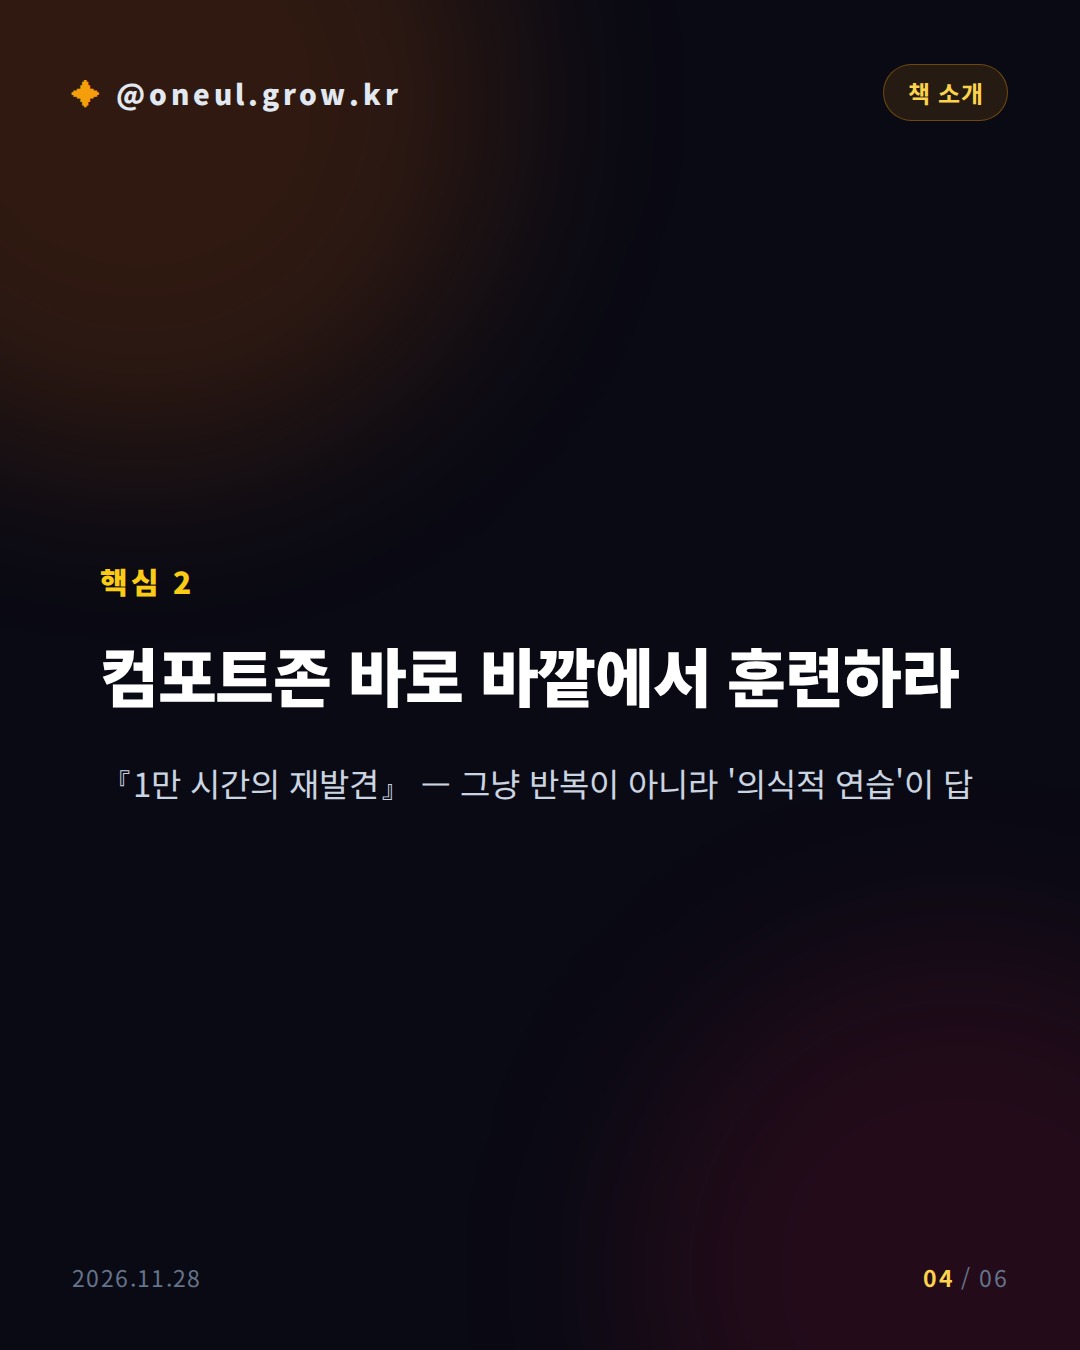 ✦ @oneul.grow.kr
책 소개
핵심 2
컴포트존 바로 바깥에서 훈련하라
『1만 시간의 재발견』 — 그냥 반복이 아니라 '의식적 연습'이 답
2026.11.28
04 / 06